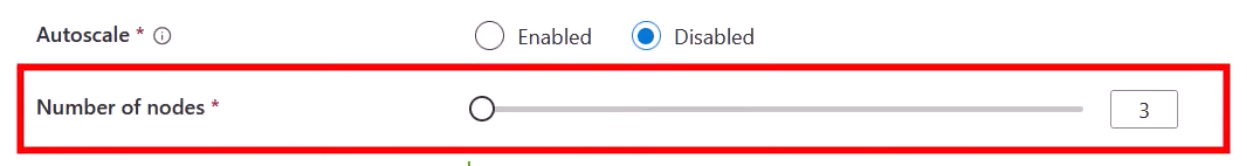 Autoscale * Enabled Disabled
Number of nodes * 3